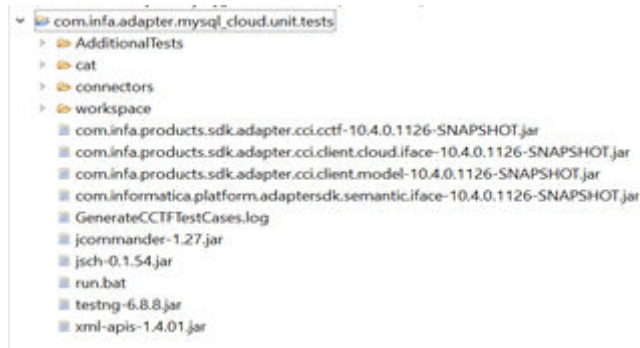 com.infa.adapter.mysql_cloud.unit.tests
AdditionalTests
cat
connectors
workspace
com.infa.products.sdk.adapter.cci.cctf-10.4.0.1126-SNAPSHOT.jar
com.infa.products.sdk.adapter.cci.client.cloud.iface-10.4.0.1126-SNAPSHOT.jar
com.infa.products.sdk.adapter.cci.client.model-10.4.0.1126-SNAPSHOT.jar
com.informatica.platform.adaptersdk.semantic.iface-10.4.0.1126-SNAPSHOT.jar
GenerateCCTFTestCases.log
jcommander-1.27.jar
jsch-0.1.54.jar
run.bat
testng-6.8.8.jar
xml-apis-1.4.01.jar